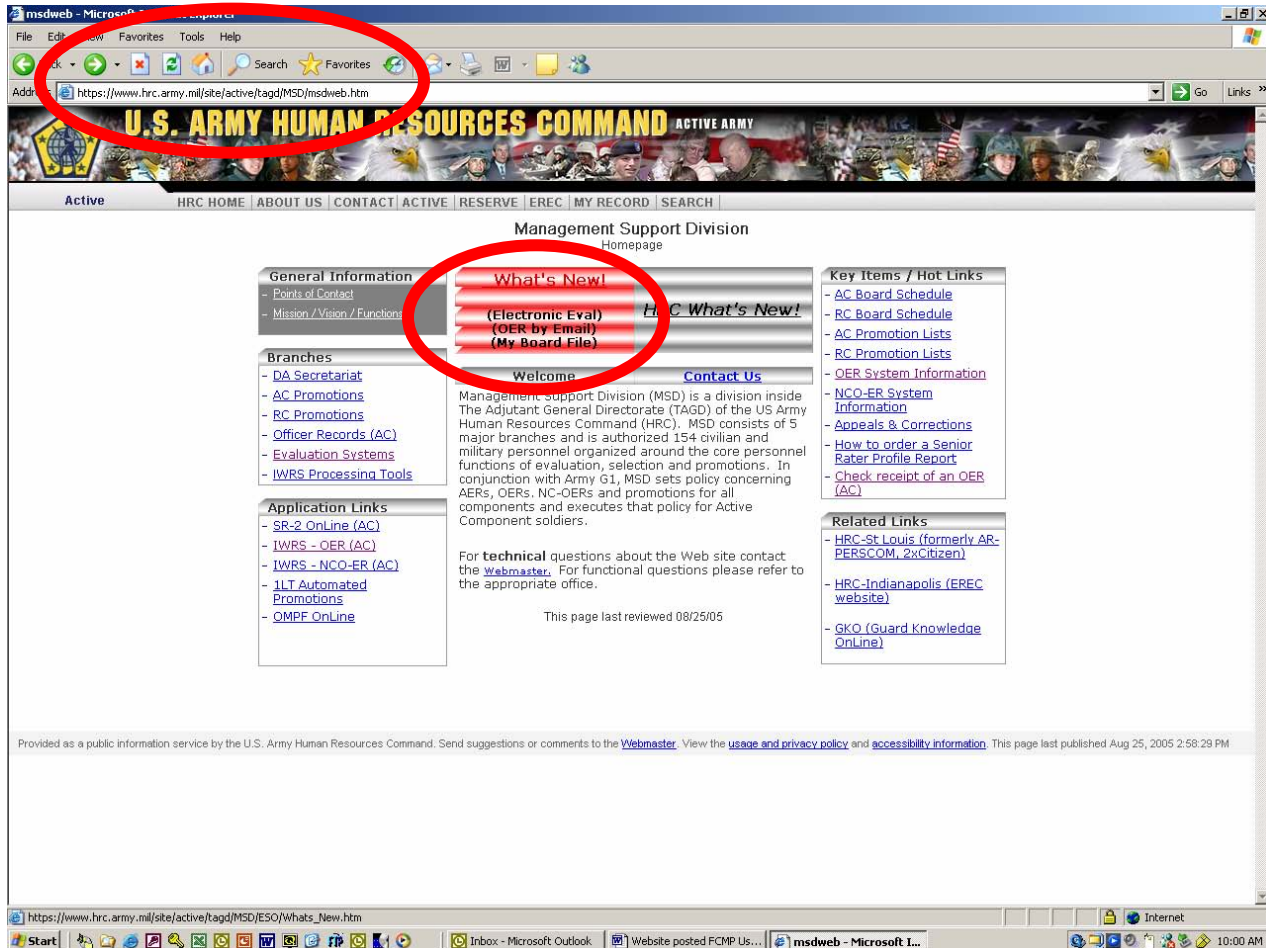 msdweb - Microsoft Internet Explorer
File Edit View Favorites Tools Help
Search Favorites
Address https://www.hrc.army.mil/site/active/tagd/MSD/msdweb.htm Go Links »
U.S. ARMY HUMAN RESOURCES COMMAND ACTIVE ARMY
Active HRC HOME | ABOUT US | CONTACT | ACTIVE | RESERVE | EREC | MY RECORD | SEARCH |
Management Support Division
Homepage
General Information
- Points of Contact
- Mission / Vision / Functions
Branches
- DA Secretariat
- AC Promotions
- RC Promotions
- Officer Records (AC)
- Evaluation Systems
- IWRS Processing Tools
Application Links
- SR-2 OnLine (AC)
- IWRS - OER (AC)
- IWRS - NCO-ER (AC)
- 1LT Automated
Promotions
- OMPF OnLine
What's New!
(Electronic Eval)
(OER by Email)
(My Board File)
HRC What's New!
Welcome
Contact Us
Management Support Division (MSD) is a division inside
The Adjutant General Directorate (TAGD) of the US Army
Human Resources Command (HRC). MSD consists of 5
major branches and is authorized 154 civilian and
military personnel organized around the core personnel
functions of evaluation, selection and promotions. In
conjunction with Army G1, MSD sets policy concerning
AERs, OERs. NC-OERs and promotions for all
components and executes that policy for Active
Component soldiers.
For technical questions about the Web site contact
the Webmaster. For functional questions please refer to
the appropriate office.
This page last reviewed 08/25/05
Key Items / Hot Links
- AC Board Schedule
- RC Board Schedule
- AC Promotion Lists
- RC Promotion Lists
- OER System Information
- NCO-ER System
Information
- Appeals & Corrections
- How to order a Senior
Rater Profile Report
- Check receipt of an OER
(AC)
Related Links
- HRC-St Louis (formerly AR-
PERSCOM, 2xCitizen)
- HRC-Indianapolis (EREC
website)
- GKO (Guard Knowledge
OnLine)
Provided as a public information service by the U.S. Army Human Resources Command. Send suggestions or comments to the Webmaster. View the usage and privacy policy and accessibility information. This page last published Aug 25, 2005 2:58:29 PM
https://www.hrc.army.mil/site/active/tagd/MSD/ESO/Whats_New.htm Internet
Start Inbox - Microsoft Outlook Website posted FCMP Us... msdweb - Microsoft I... 10:00 AM